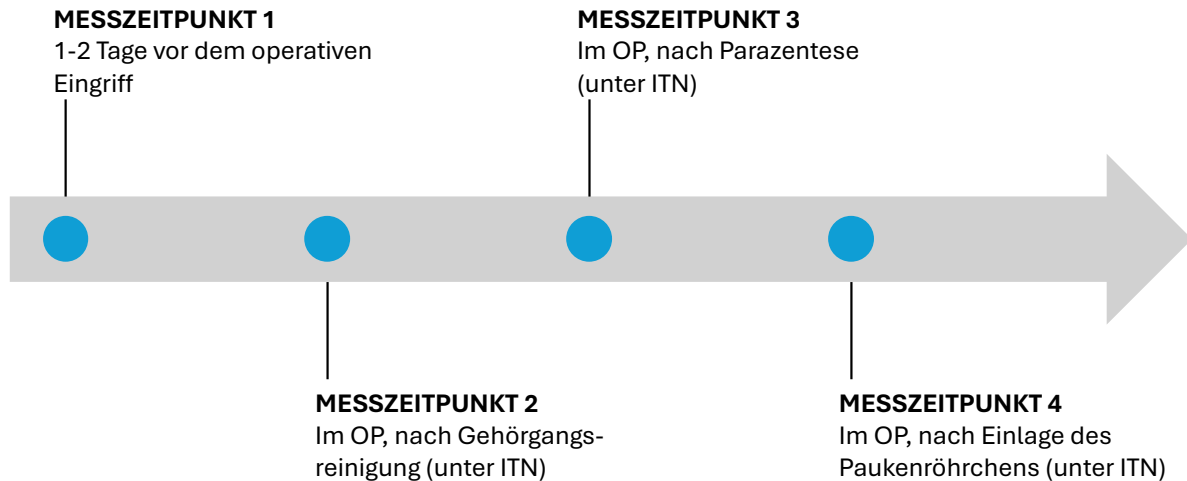 MESSZEITPUNKT 1
1-2 Tage vor dem operativen
Eingriff
MESSZEITPUNKT 3
Im OP, nach Parazentese
(unter ITN)
MESSZEITPUNKT 2
Im OP, nach Gehörgangs-
reinigung (unter ITN)
MESSZEITPUNKT 4
Im OP, nach Einlage des
Paukenröhrchens (unter ITN)